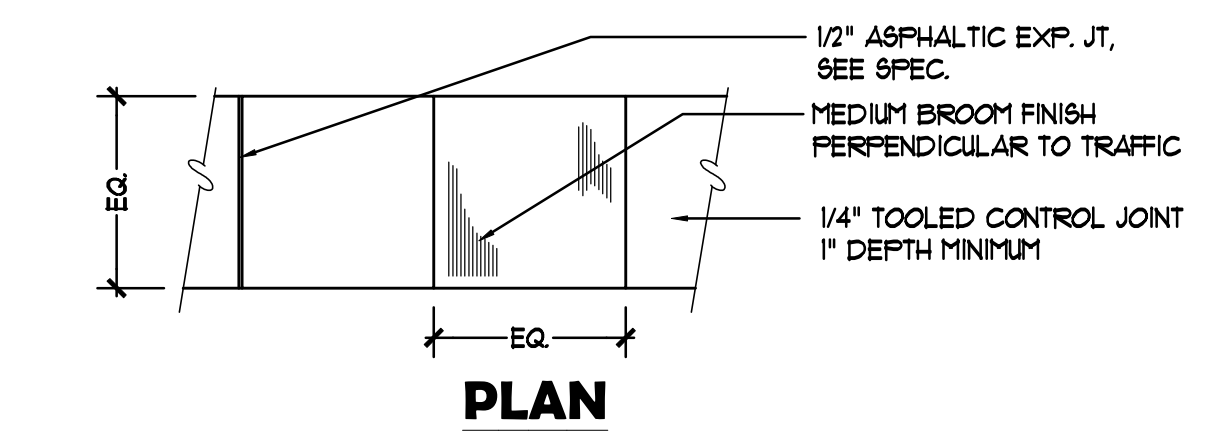 1/2" ASPHALTIC EXP. JT,
SEE SPEC.
MEDIUM BROOM FINISH
PERPENDICULAR TO TRAFFIC
1/4" TOOLED CONTROL JOINT
1" DEPTH MINIMUM
EQ.
EQ.
PLAN